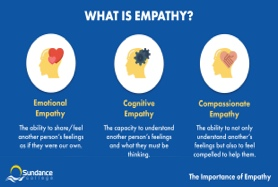 WHAT IS EMPATHY?
Emotional
Empathy
The ability to share/feel
another person's feelings
as if they were our own.
Cognitive
Empathy
The capacity to understand
another person's feelings
and what they must be
thinking.
Compassionate
Empathy
The ability to not only
understand another's
feelings but also to feel
compelled to help them.
Sundance
college
The Importance of Empathy